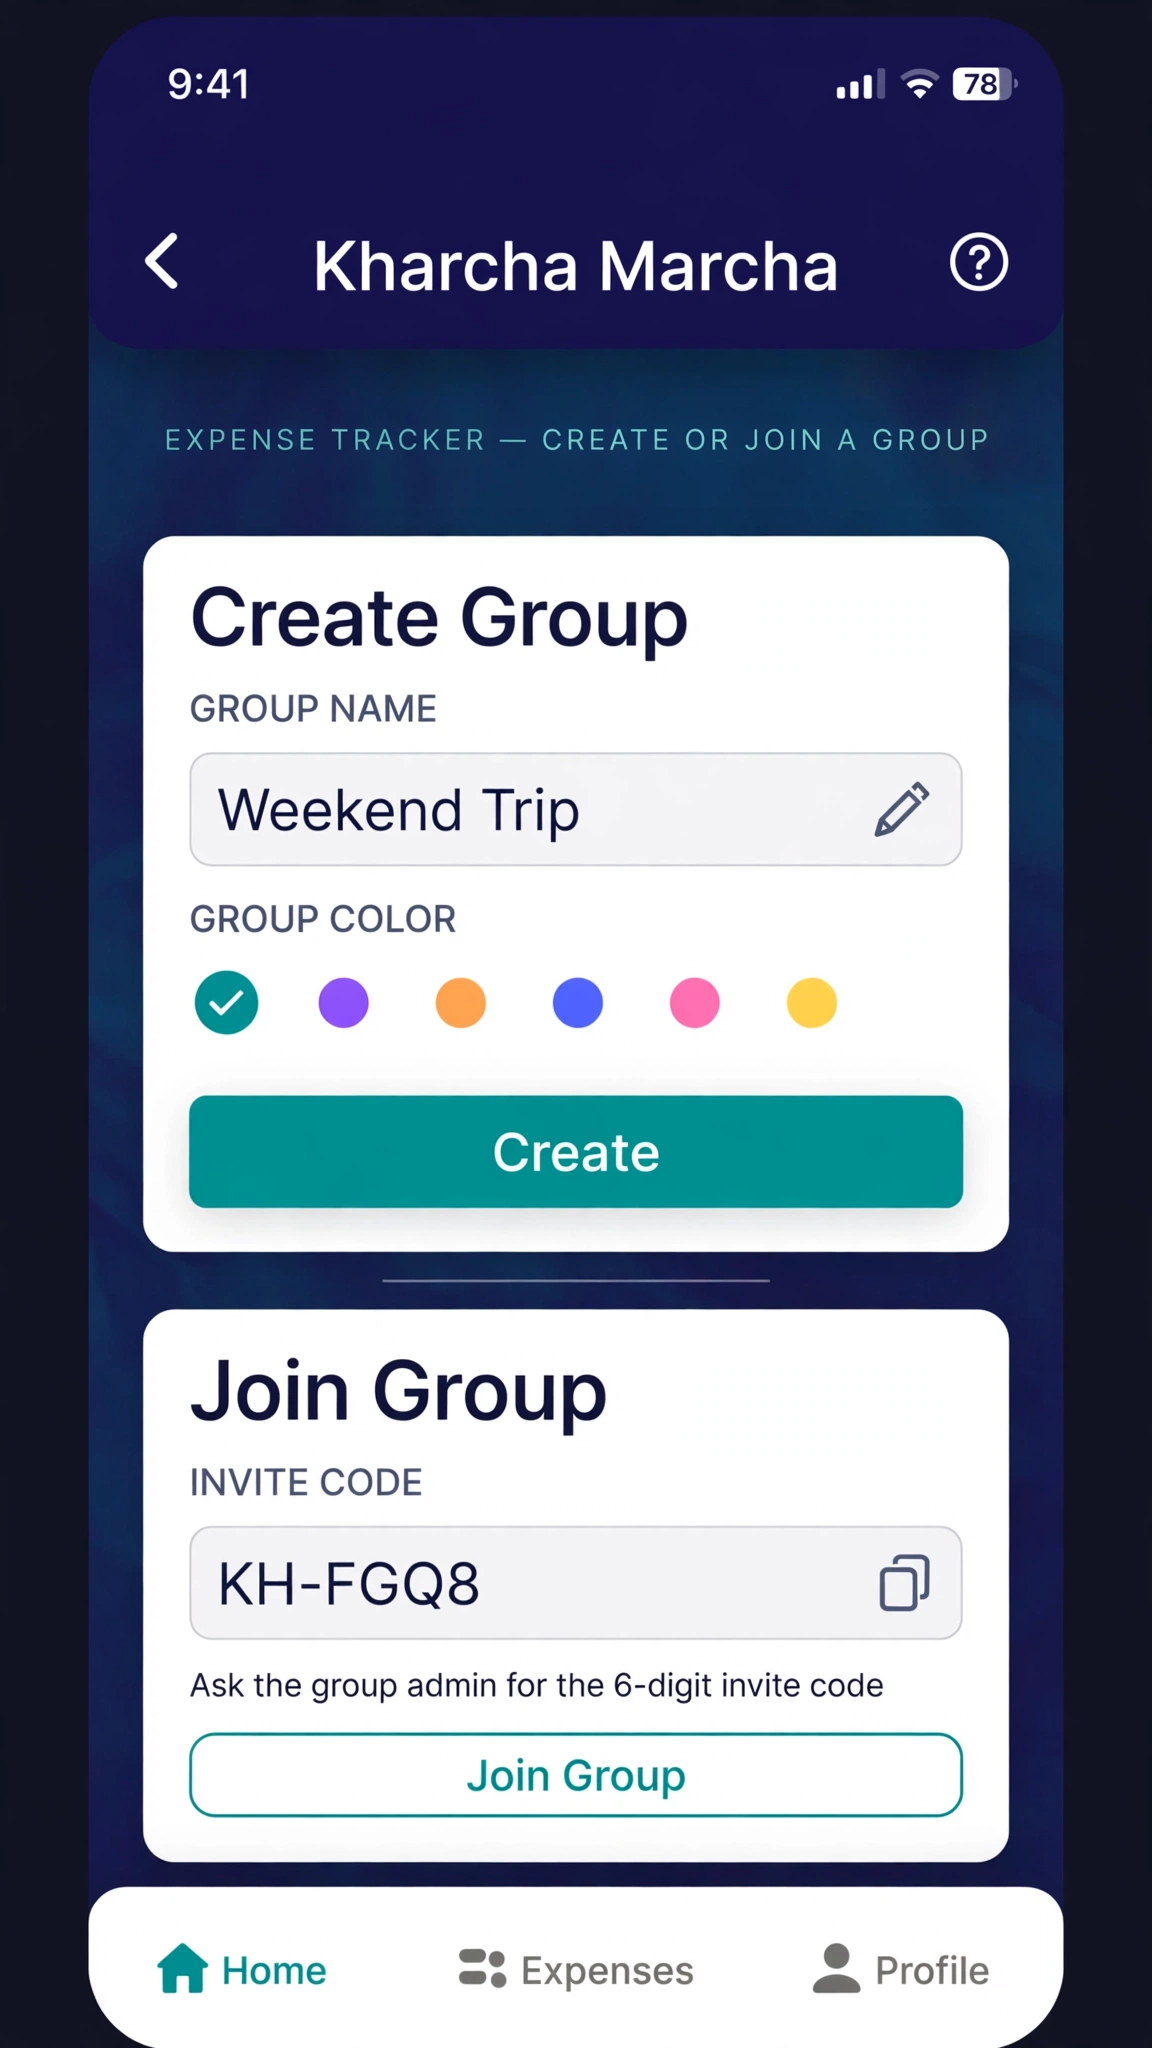 9:41
78
Kharcha Marcha
EXPENSE TRACKER — CREATE OR JOIN A GROUP
Create Group
GROUP NAME
Weekend Trip
GROUP COLOR
Create
Join Group
INVITE CODE
KH-FGQ8
Ask the group admin for the 6-digit invite code
Join Group
Home Expenses Profile